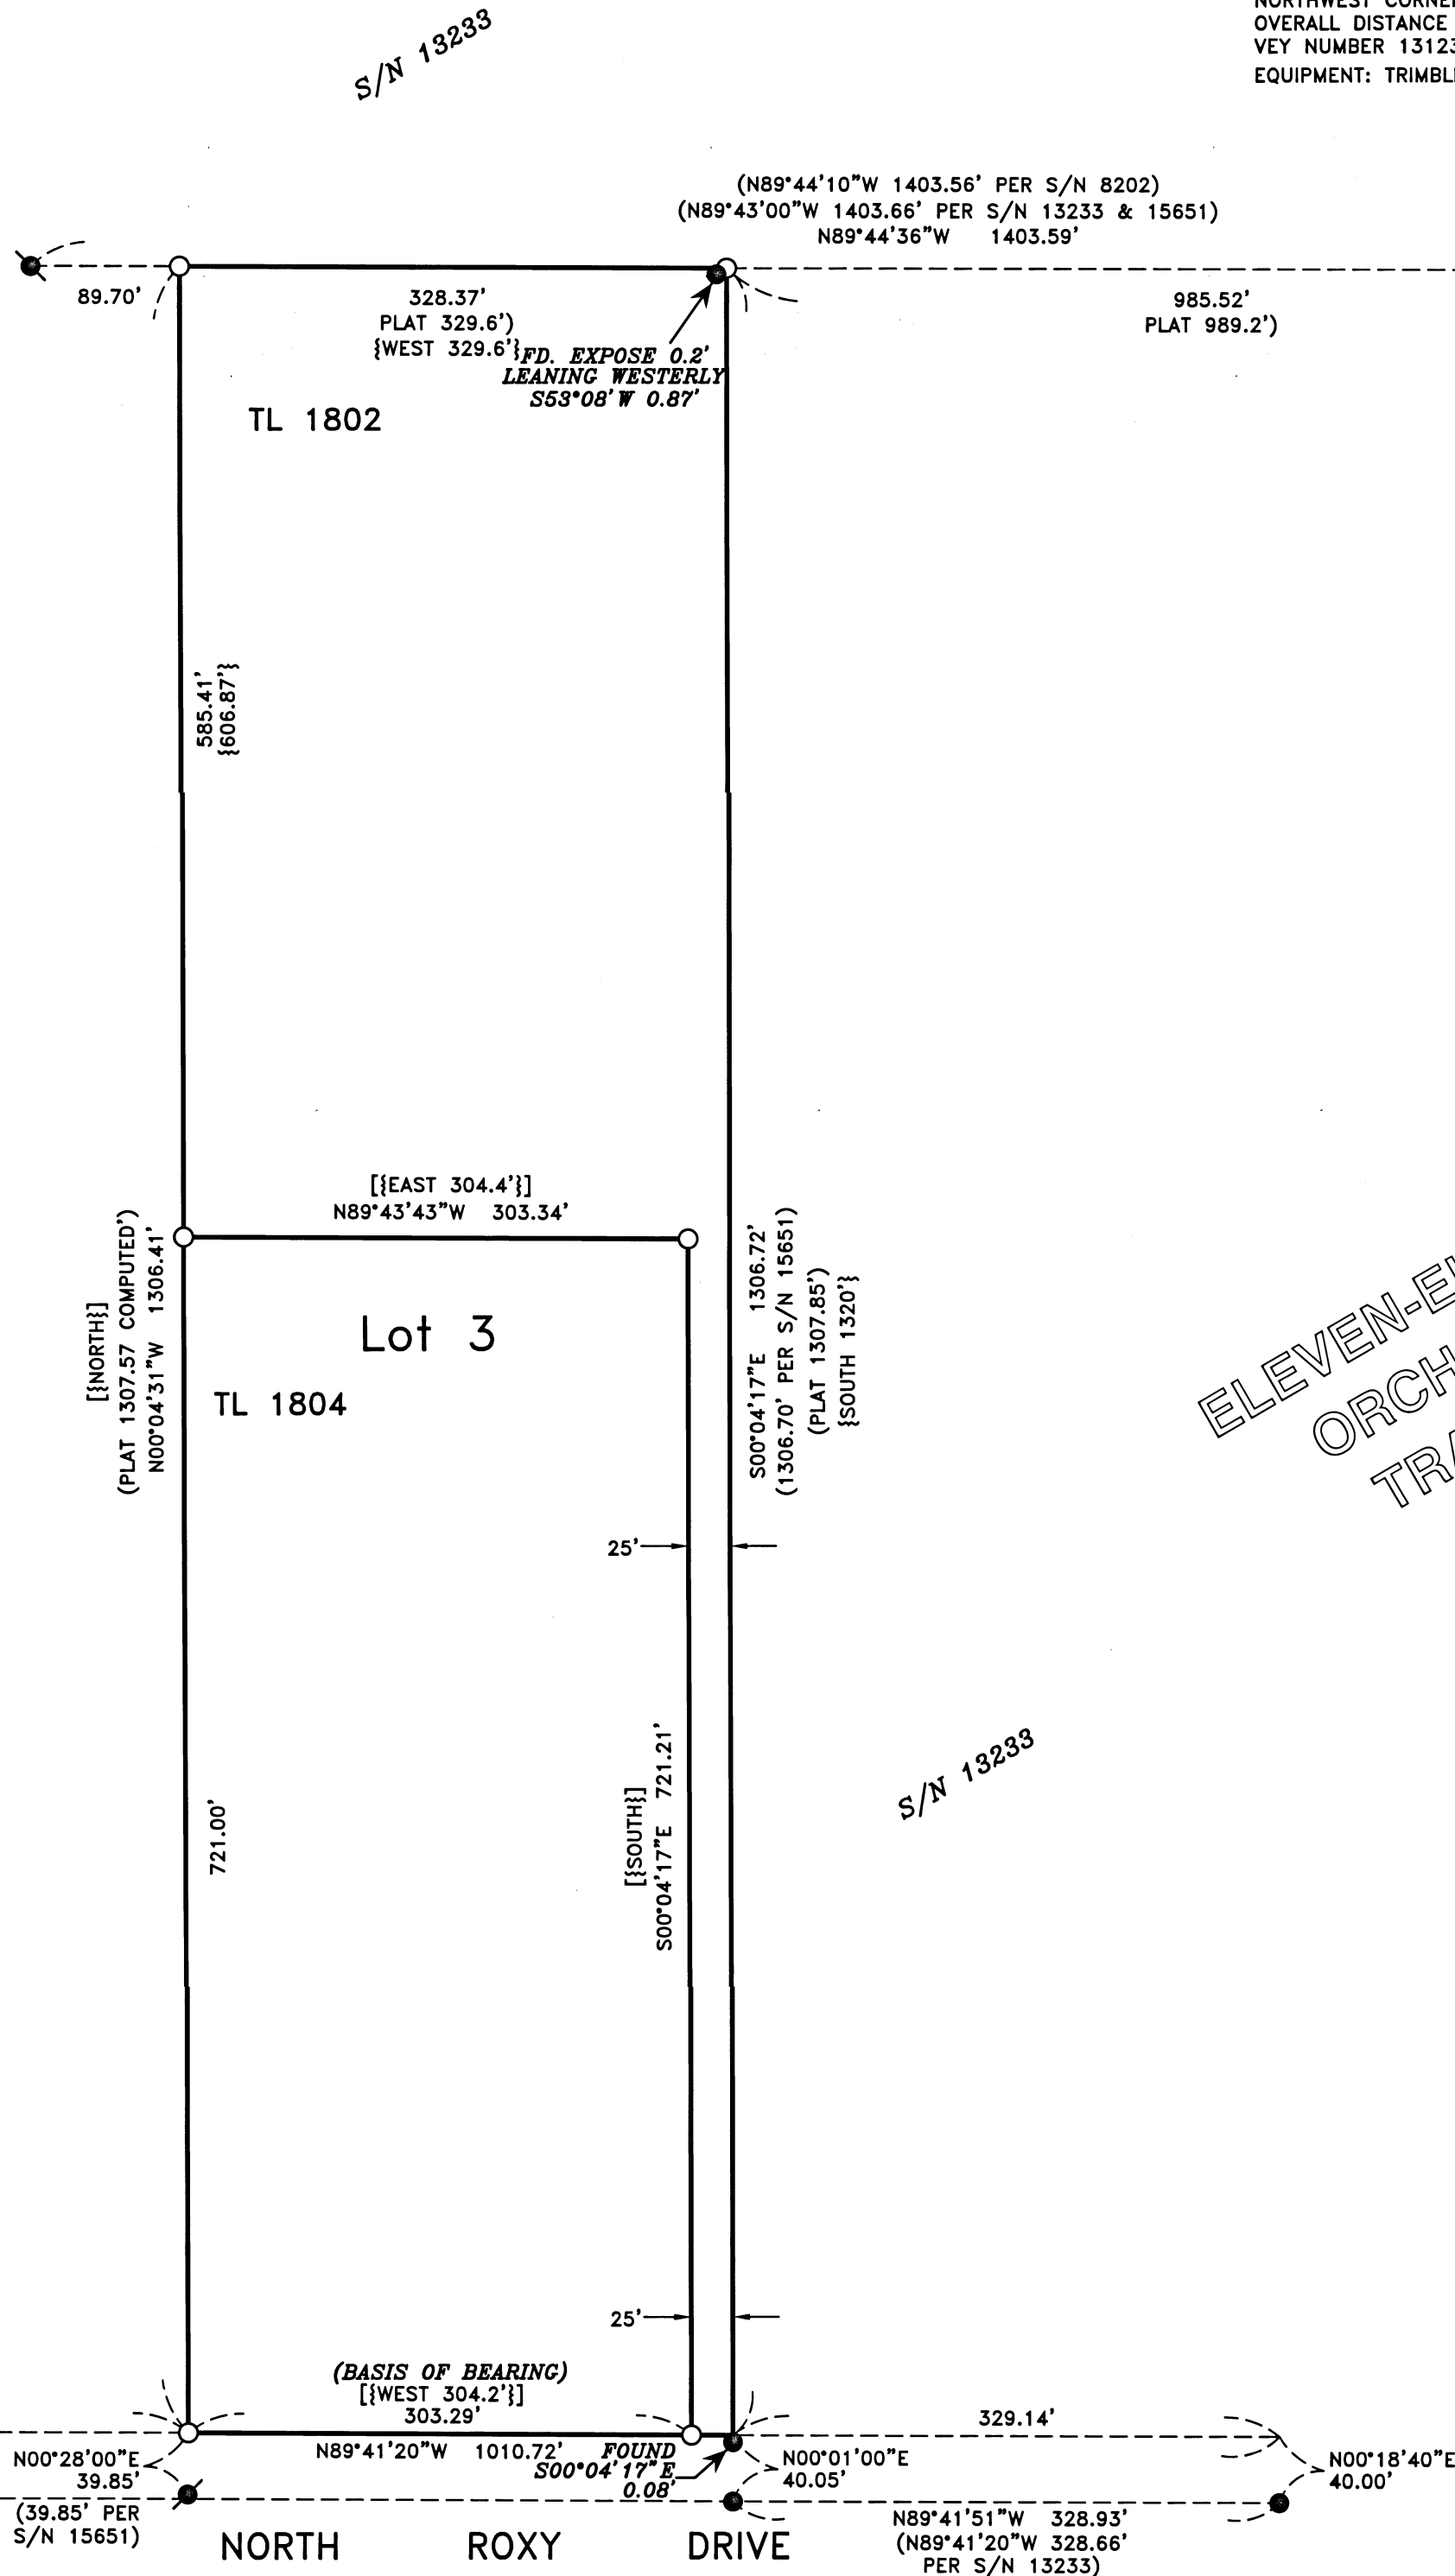 NORTHWEST CORNE
OVERALL DISTANCE
VEY NUMBER 13123
EQUIPMENT: TRIMBL
S/N 13233
(N89°44'10"W 1403.56' PER S/N 8202)
(N89°43'00"W 1403.66' PER S/N 13233 & 15651)
N89°44'36"W 1403.59'
89.70'
328.37'
PLAT 329.6')
{WEST 329.6'}
985.52'
PLAT 989.2')
FD. EXPOSE 0.2'
LEANING WESTERLY
S53°08'W 0.87'
TL 1802
585.41'
{606.87'}
[{EAST 304.4'}]
N89°43'43"W 303.34'
[{NORTH}]
(PLAT 1307.57 COMPUTED')
N00°04'31"W 1306.41'
Lot 3
TL 1804
S00°04'17"E 1306.72'
(1306.70' PER S/N 15651)
(PLAT 1307.85')
{SOUTH 1320'}
ELEVEN-E
ORCH
TRA
25'
721.00'
[{SOUTH}]
S00°04'17"E 721.21'
S/N 13233
25'
(BASIS OF BEARING)
[{WEST 304.2'}]
303.29'
N89°41'20"W 1010.72'
FOUND
S00°04'17"E
0.08'
329.14'
N00°28'00"E
39.85'
(39.85' PER
S/N 15651)
N00°01'00"E
40.05'
N00°18'40"E
40.00'
N89°41'51"W 328.93'
(N89°41'20"W 328.66'
PER S/N 13233)
NORTH ROXY DRIVE